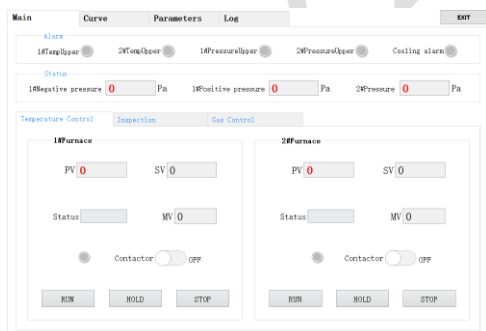 Main Curve Parameters Log EXIT
Alarm
1#TempUpper 2#TempUpper 1#PressureUpper 2#PressureUpper Cooling alarm
Status
1#Negative pressure 0 Pa 1#Positive pressure 0 Pa 2#Pressure 0 Pa
Temperature Control Inspection Gas Control
1#Furnace 2#Furnace
PV 0 SV 0 PV 0 SV 0
Status MV 0 Status MV 0
Contactor OFF Contactor OFF
RUN HOLD STOP RUN HOLD STOP